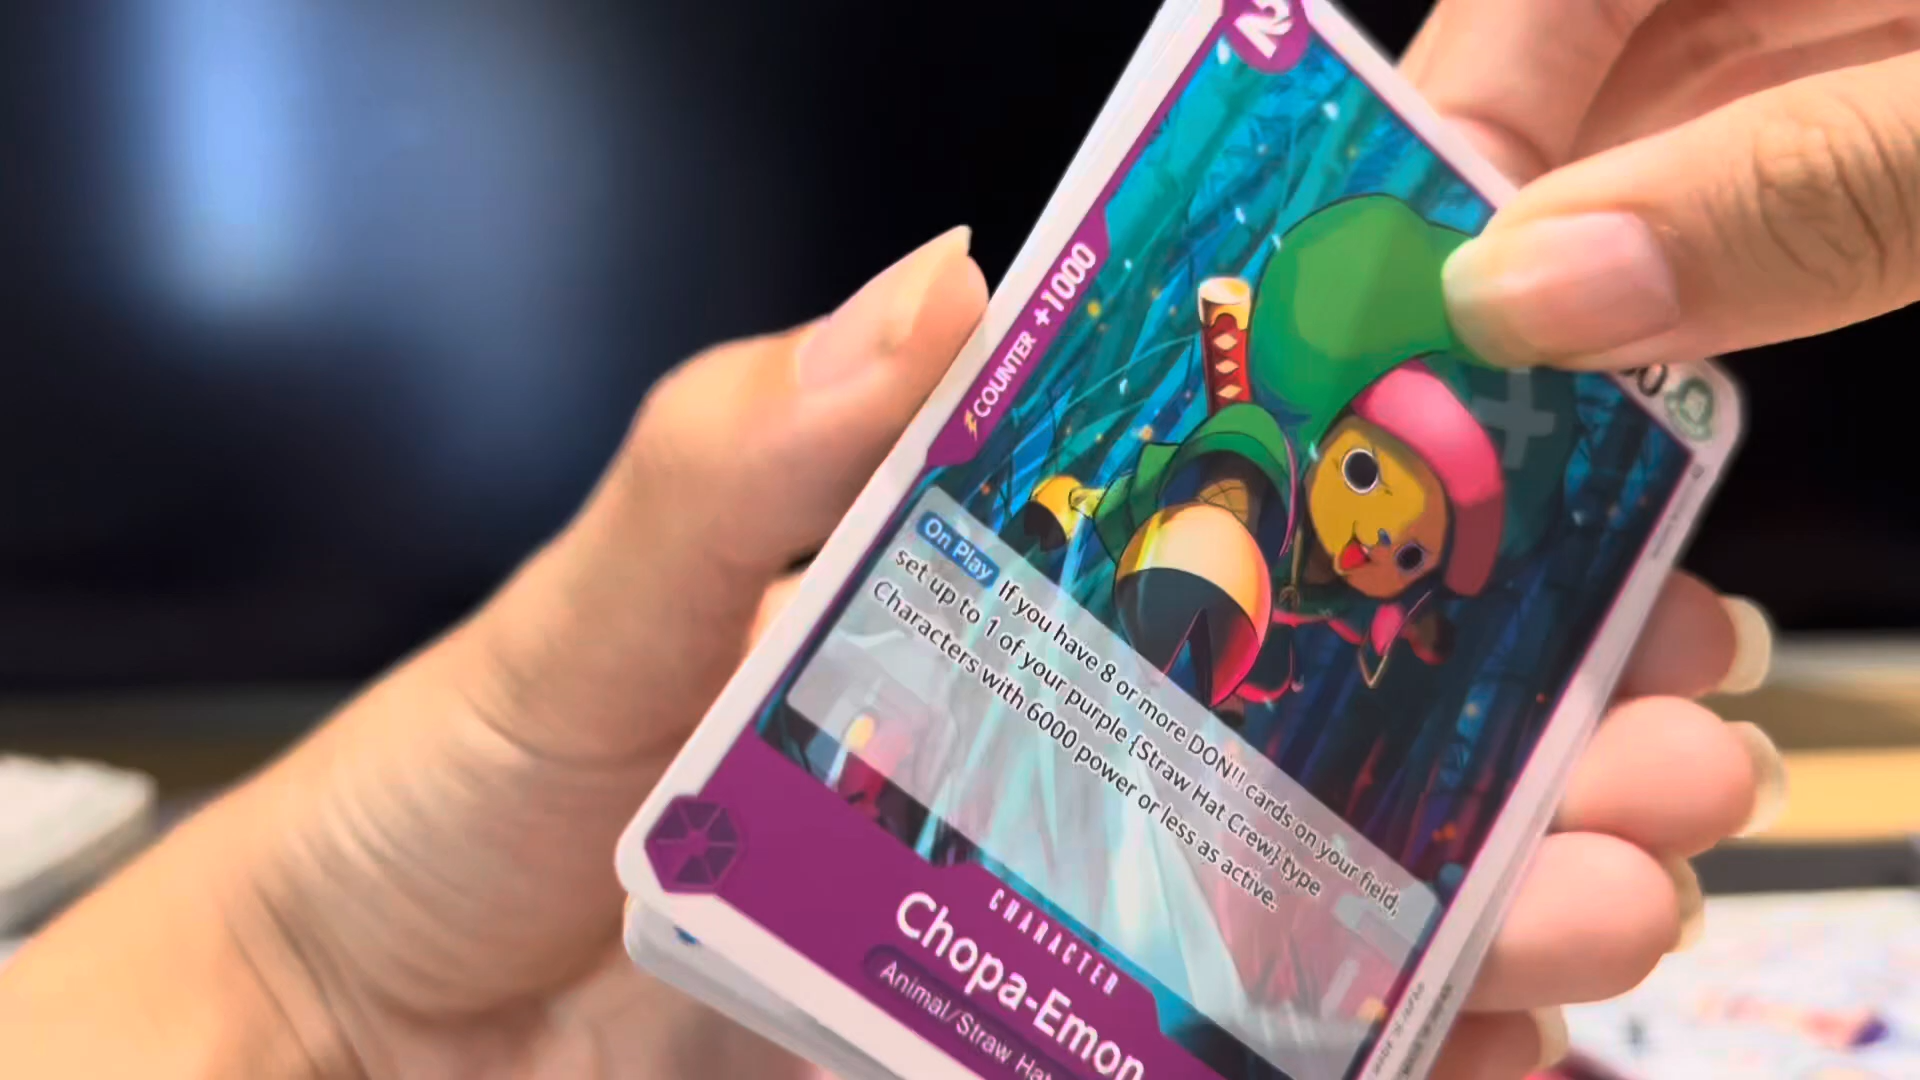 2
COUNTER +1000
On Play If you have 8 or more DON!! cards on your field,
set up to 1 of your purple {Straw Hat Crew} type
Characters with 6000 power or less as active.
CHARACTER
Chopa-Emon
Animal/Straw Hat